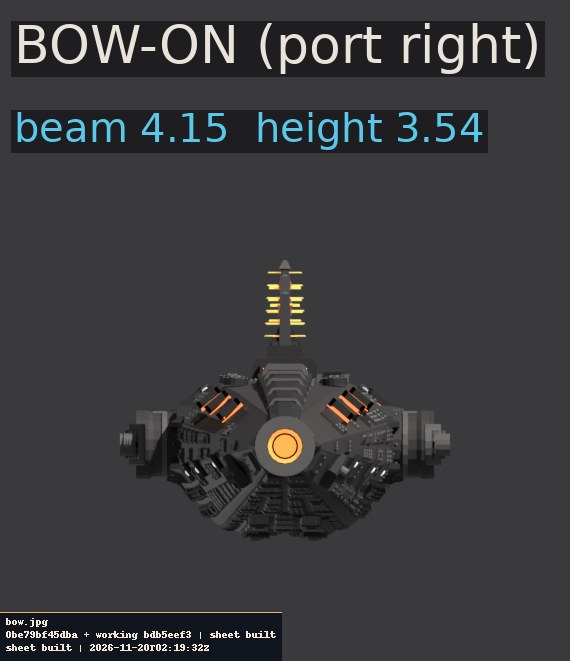 BOW-ON (port right)
beam 4.15  height 3.54
bow.jpg
0be79bf45dba + working bdb5eef3 | sheet built
sheet built | 2026-11-20T02:19:32Z